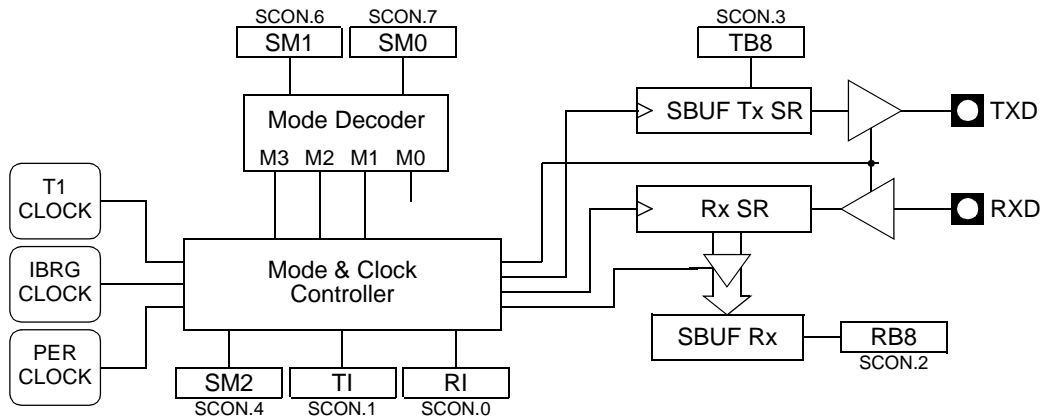 SCON.6 SCON.7 SCON.3
SM1 SM0 TB8
Mode Decoder
M3 M2 M1 M0
SBUF Tx SR
TXD
T1
CLOCK
Rx SR
RXD
IBRG
CLOCK
Mode & Clock
Controller
PER
CLOCK
SBUF Rx
RB8
SCON.2
SM2 TI RI
SCON.4 SCON.1 SCON.0